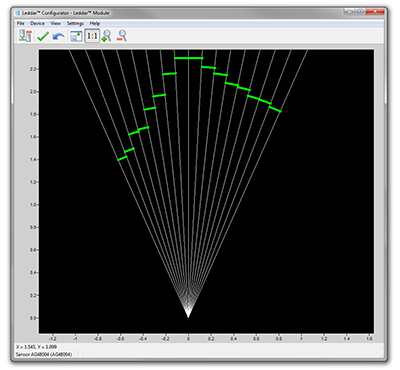 Leddar™ Configurator - Leddar™ Module
File Device View Settings Help
1:1
2.2
2.0
1.8
1.6
1.4
1.2
1.0
0.8
0.6
0.4
0.2
0.0
-1.2 -1 -0.8 -0.6 -0.4 -0.2 0 0.2 0.4 0.6 0.8 1 1.2 1.4 1.6
X = 1.545, Y = 1.099
Sensor AG48004 (AG48004)